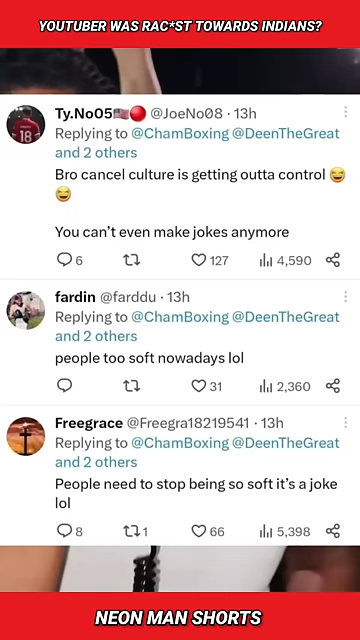 YOUTUBER WAS RAC*ST TOWARDS INDIANS?
18
Ty.No05🇺🇸🔴 @JoeNo08 · 13h
Replying to @ChamBoxing @DeenTheGreat
and 2 others
Bro cancel culture is getting outta control 😂
😂
You can’t even make jokes anymore
6 127 4,590
fardin @farddu · 13h
Replying to @ChamBoxing @DeenTheGreat
and 2 others
people too soft nowadays lol
31 2,360
Freegrace @Freegra18219541 · 13h
Replying to @ChamBoxing @DeenTheGreat
and 2 others
People need to stop being so soft it’s a joke
lol
8 1 66 5,398
NEON MAN SHORTS